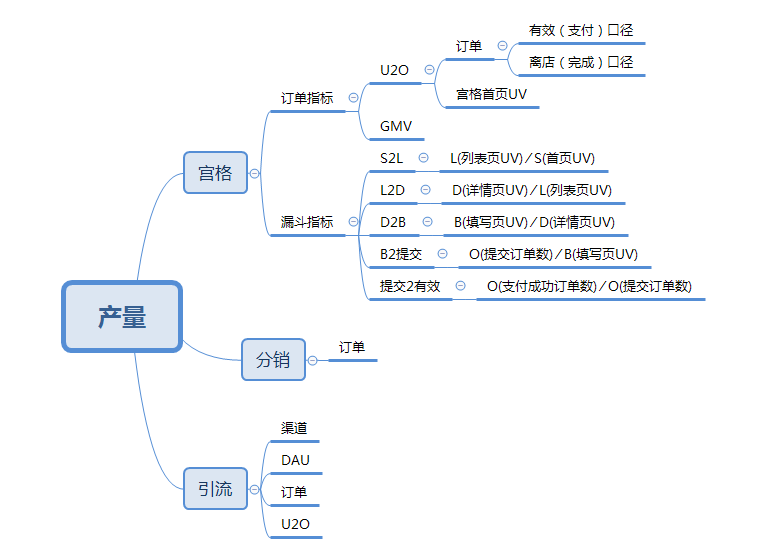 产量
宫格
订单指标
U2O
订单
有效（支付）口径
离店（完成）口径
宫格首页UV
GMV
漏斗指标
S2L
L(列表页UV)／S(首页UV)
L2D
D(详情页UV)／L(列表页UV)
D2B
B(填写页UV)／D(详情页UV)
B2提交
O(提交订单数)／B(填写页UV)
提交2有效
O(支付成功订单数)／O(提交订单数)
分销
订单
引流
渠道
DAU
订单
U2O